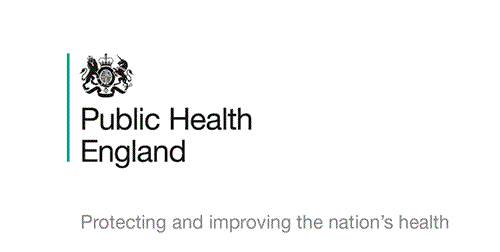 Public Health
England
Protecting and improving the nation's health